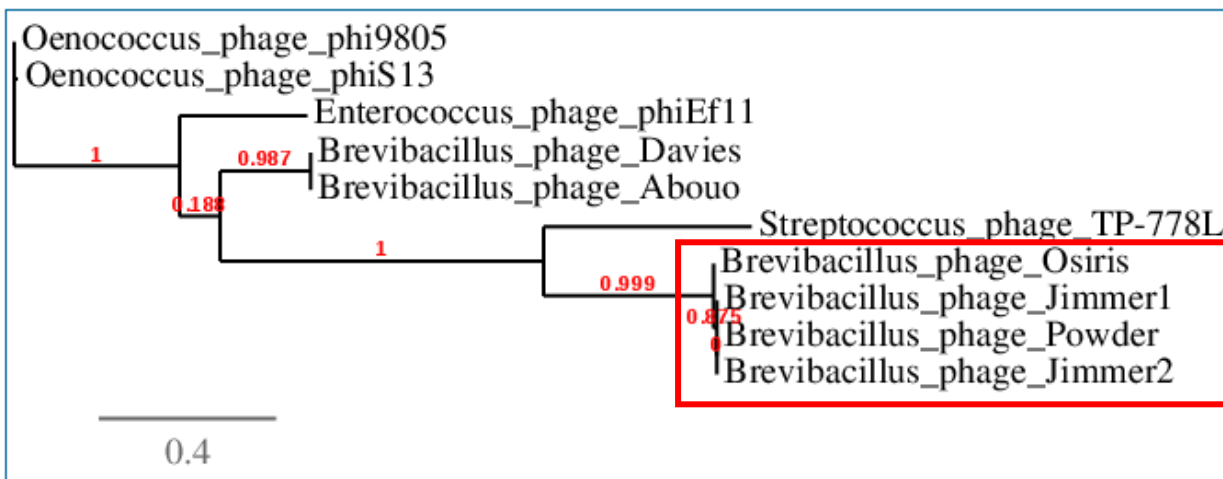 Oenococcus_phage_phi9805
Oenococcus_phage_phiS13
Enterococcus_phage_phiEf11
1
0.987
Brevibacillus_phage_Davies
Brevibacillus_phage_Abouo
0.188
Streptococcus_phage_TP-778L
1
Brevibacillus_phage_Osiris
0.999
Brevibacillus_phage_Jimmer1
0.875
Brevibacillus_phage_Powder
0
Brevibacillus_phage_Jimmer2
0.4